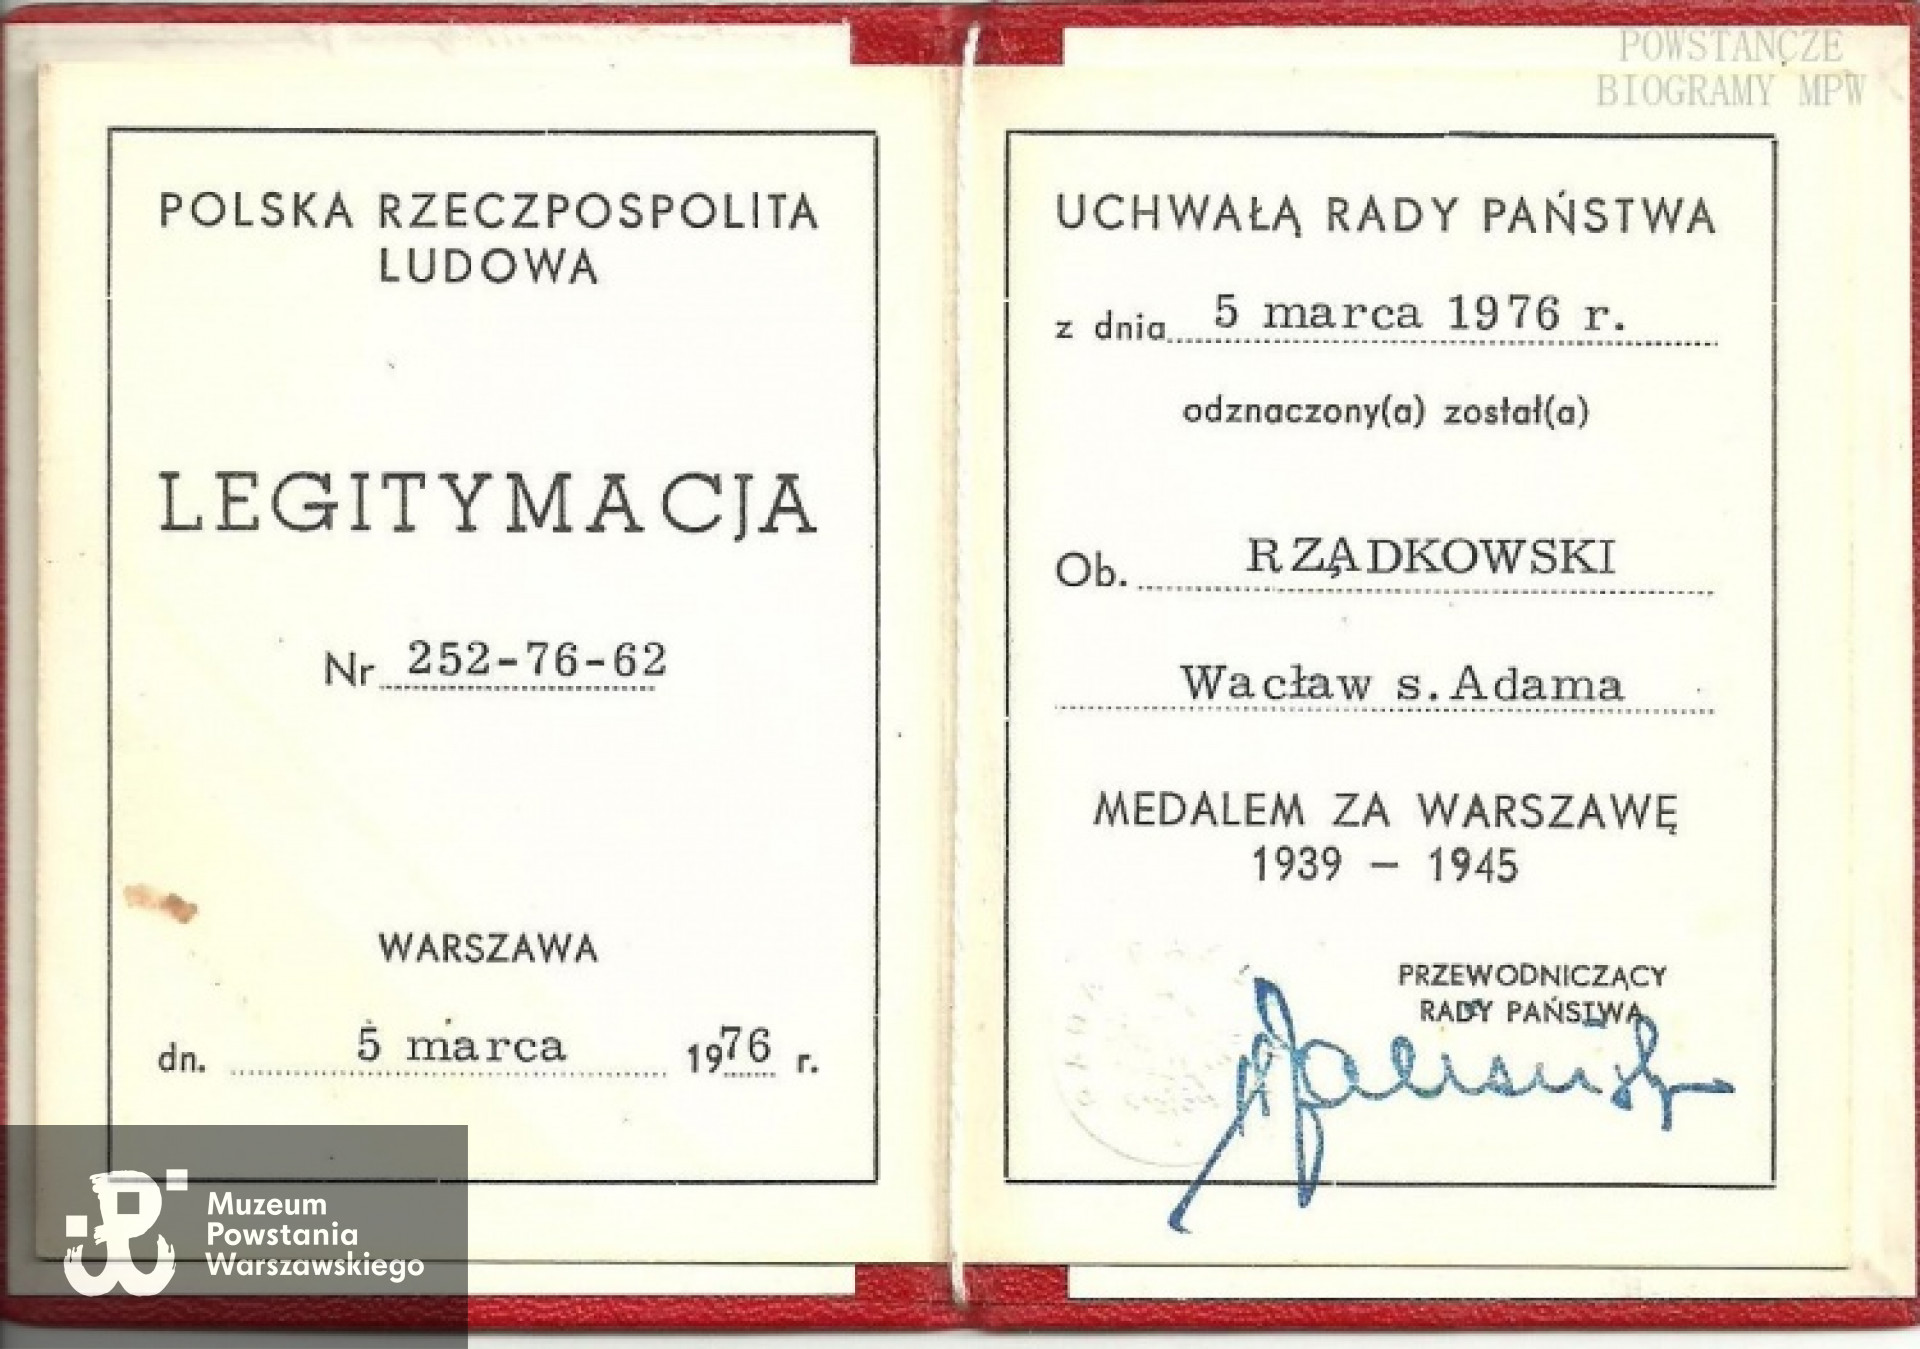 POWSTAŃCZE
BIOGRAMY MPW
POLSKA RZECZPOSPOLITA
LUDOWA
LEGITYMACJA
Nr 252-76-62
WARSZAWA
dn. 5 marca 1976 r.
UCHWAŁĄ RADY PAŃSTWA
z dnia 5 marca 1976 r.
odznaczony(a) został(a)
Ob. RZĄDKOWSKI
Wacław s. Adama
MEDALEM ZA WARSZAWĘ
1939 – 1945
PRZEWODNICZĄCY
RADY PAŃSTWA
Muzeum
Powstania
Warszawskiego